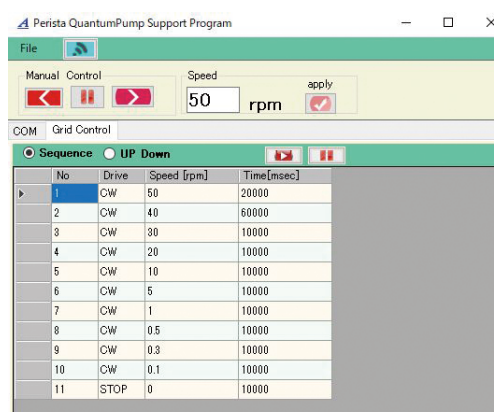 Perista QuantumPump Support Program
File
Manual Control
Speed
50
rpm
apply
COM Grid Control
Sequence UP Down
No Drive Speed [rpm] Time[msec]
1 CW 50 20000
2 CW 40 60000
3 CW 30 10000
4 CW 20 10000
5 CW 10 10000
6 CW 5 10000
7 CW 1 10000
8 CW 0.5 10000
9 CW 0.3 10000
10 CW 0.1 10000
11 STOP 0 10000